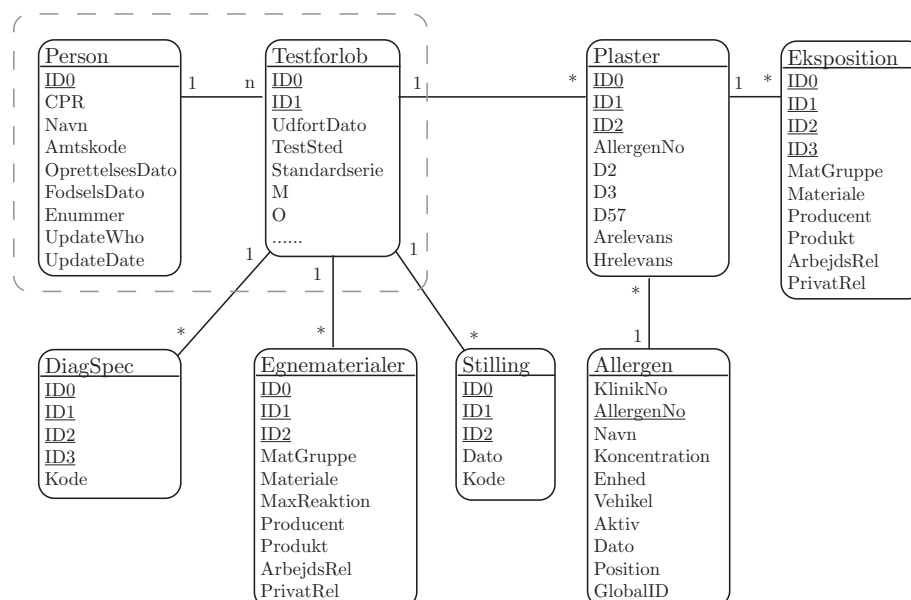 Person
ID0
CPR
Navn
Amtskode
OprettelsesDato
FodselsDato
Enummer
UpdateWho
UpdateDate
1
n
Testforlob
ID0
ID1
UdfortDato
TestSted
Standardserie
M
O
......
1
*
Plaster
ID0
ID1
ID2
AllergenNo
D2
D3
D57
Arelevans
Hrelevans
1
*
Eksposition
ID0
ID1
ID2
ID3
MatGruppe
Materiale
Producent
Produkt
ArbejdsRel
PrivatRel
1
*
1
*
1
*
*
1
DiagSpec
ID0
ID1
ID2
ID3
Kode
Egnematerialer
ID0
ID1
ID2
MatGruppe
Materiale
MaxReaktion
Producent
Produkt
ArbejdsRel
PrivatRel
Stilling
ID0
ID1
ID2
Dato
Kode
Allergen
KlinikNo
AllergenNo
Navn
Koncentration
Enhed
Vehikel
Aktiv
Dato
Position
GlobalID